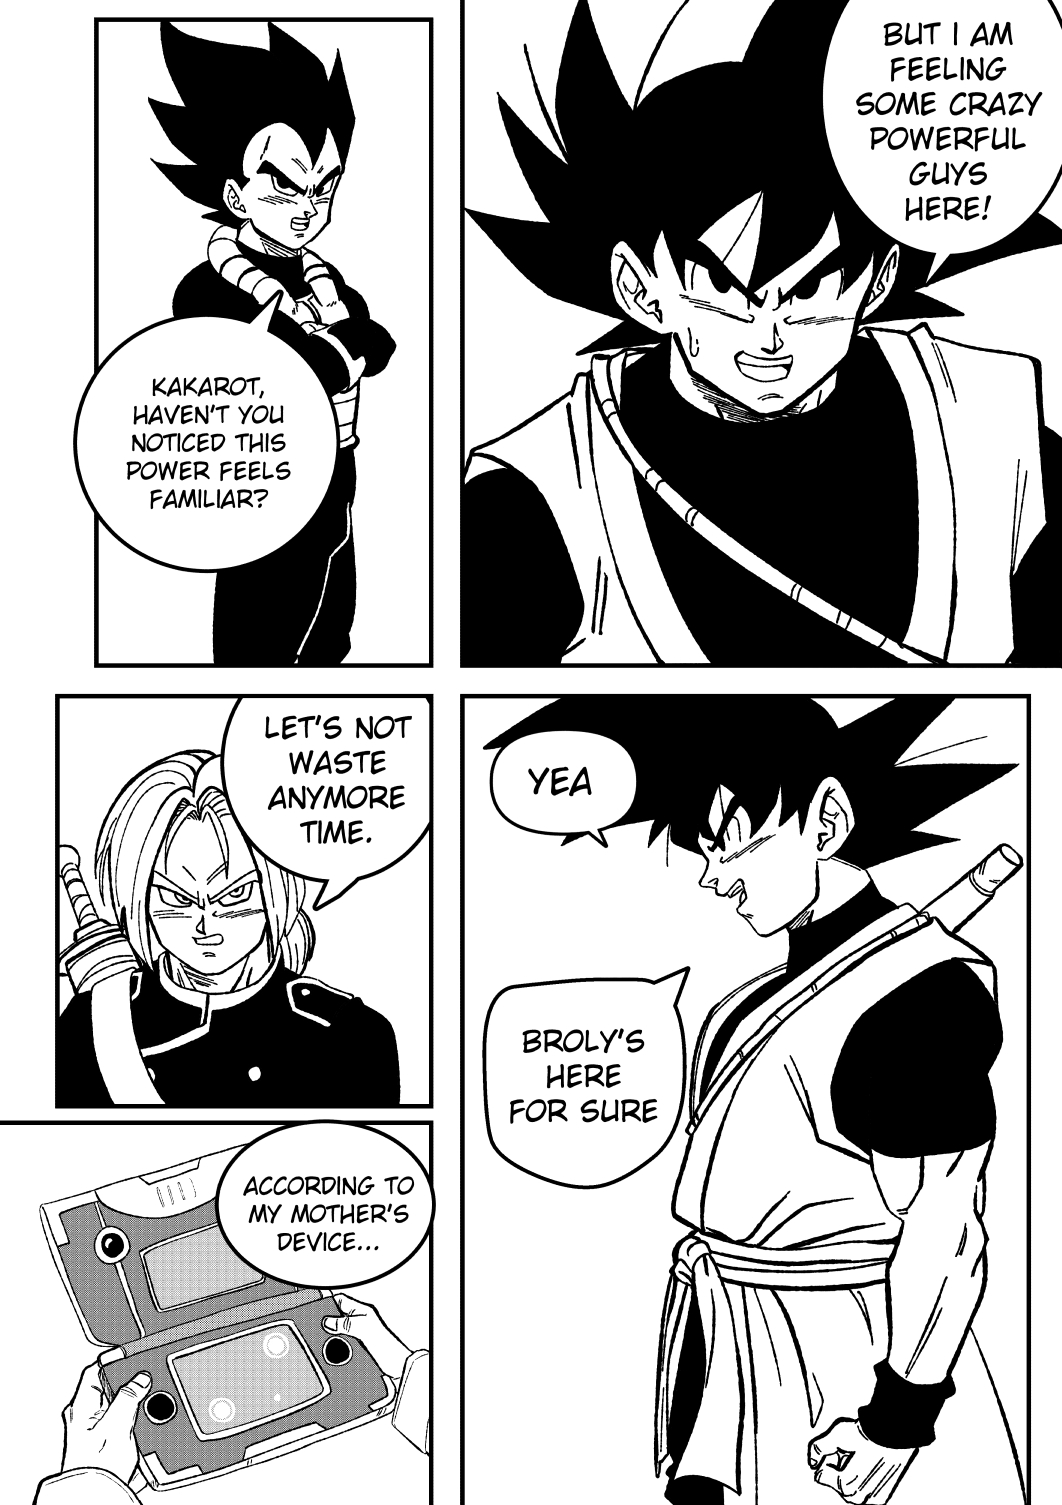 BUT I AM
FEELING
SOME CRAZY
POWERFUL
GUYS
HERE!
KAKAROT,
HAVEN'T YOU
NOTICED THIS
POWER FEELS
FAMILIAR?
YEA
BROLY'S
HERE
FOR SURE
LET'S NOT
WASTE
ANYMORE
TIME.
ACCORDING TO
MY MOTHER'S
DEVICE...